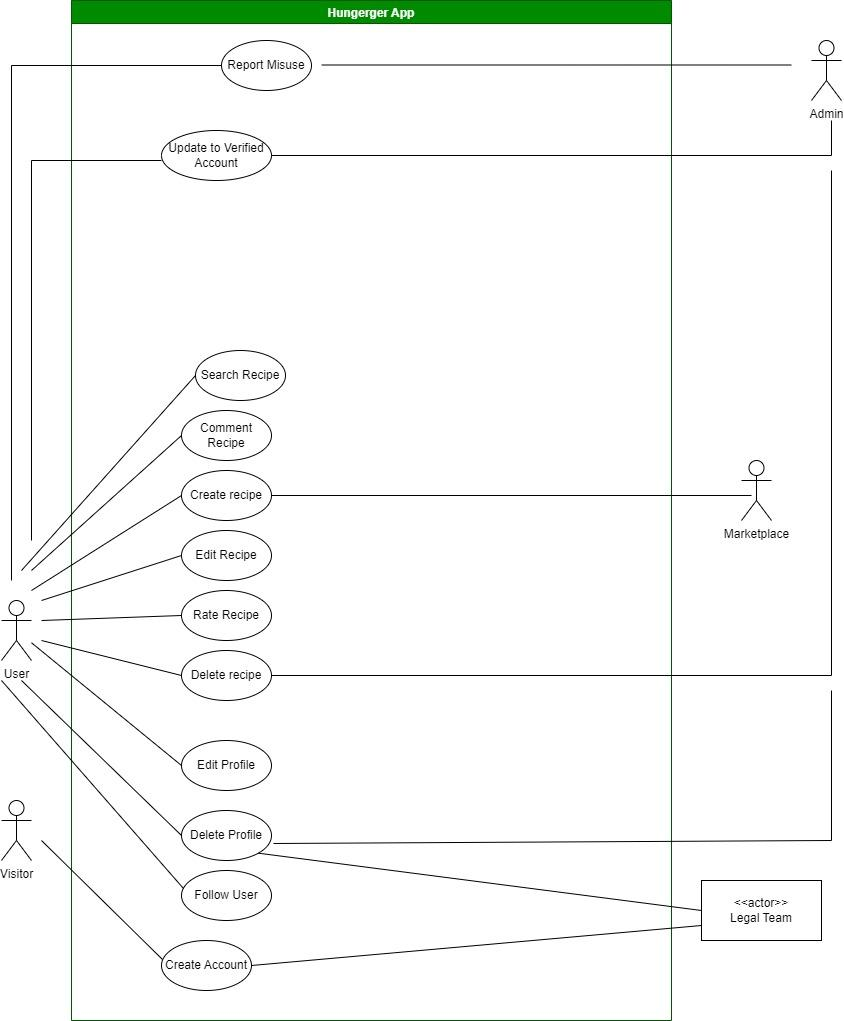 Hungerger App
Report Misuse
Admin
Update to Verified
Account
Search Recipe
Comment
Recipe
Create recipe
Marketplace
Edit Recipe
Rate Recipe
User
Delete recipe
Edit Profile
Delete Profile
Visitor
Follow User
<<actor>>
Legal Team
Create Account